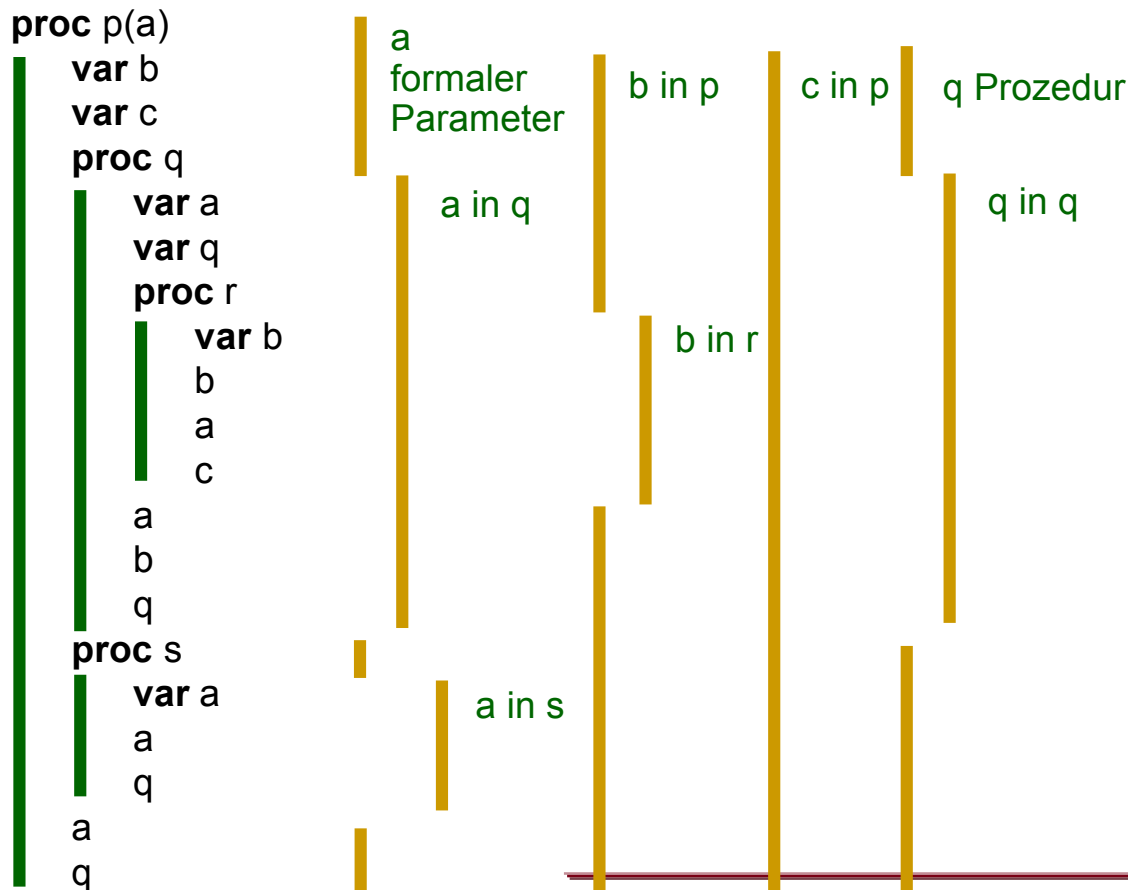 proc p(a)
var b
var c
proc q
var a
var q
proc r
var b
b
a
c
a
b
q
proc s
var a
a
q
a
q
a
formaler
Parameter
b in p
c in p
q Prozedur
a in q
q in q
b in r
a in s